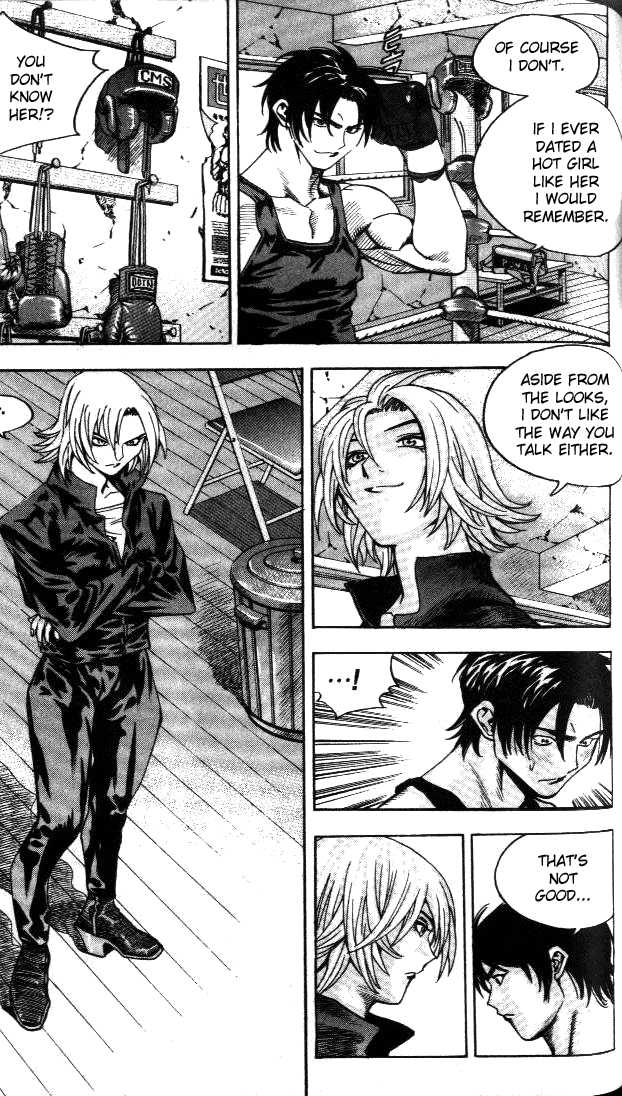 YOU
DON'T
KNOW
HER!?
CMS
OF COURSE
I DON'T.
IF I EVER
DATED A
HOT GIRL
LIKE HER
I WOULD
REMEMBER.
ASIDE FROM
THE LOOKS,
I DON'T LIKE
THE WAY YOU
TALK EITHER.
...!
THAT'S
NOT
GOOD...